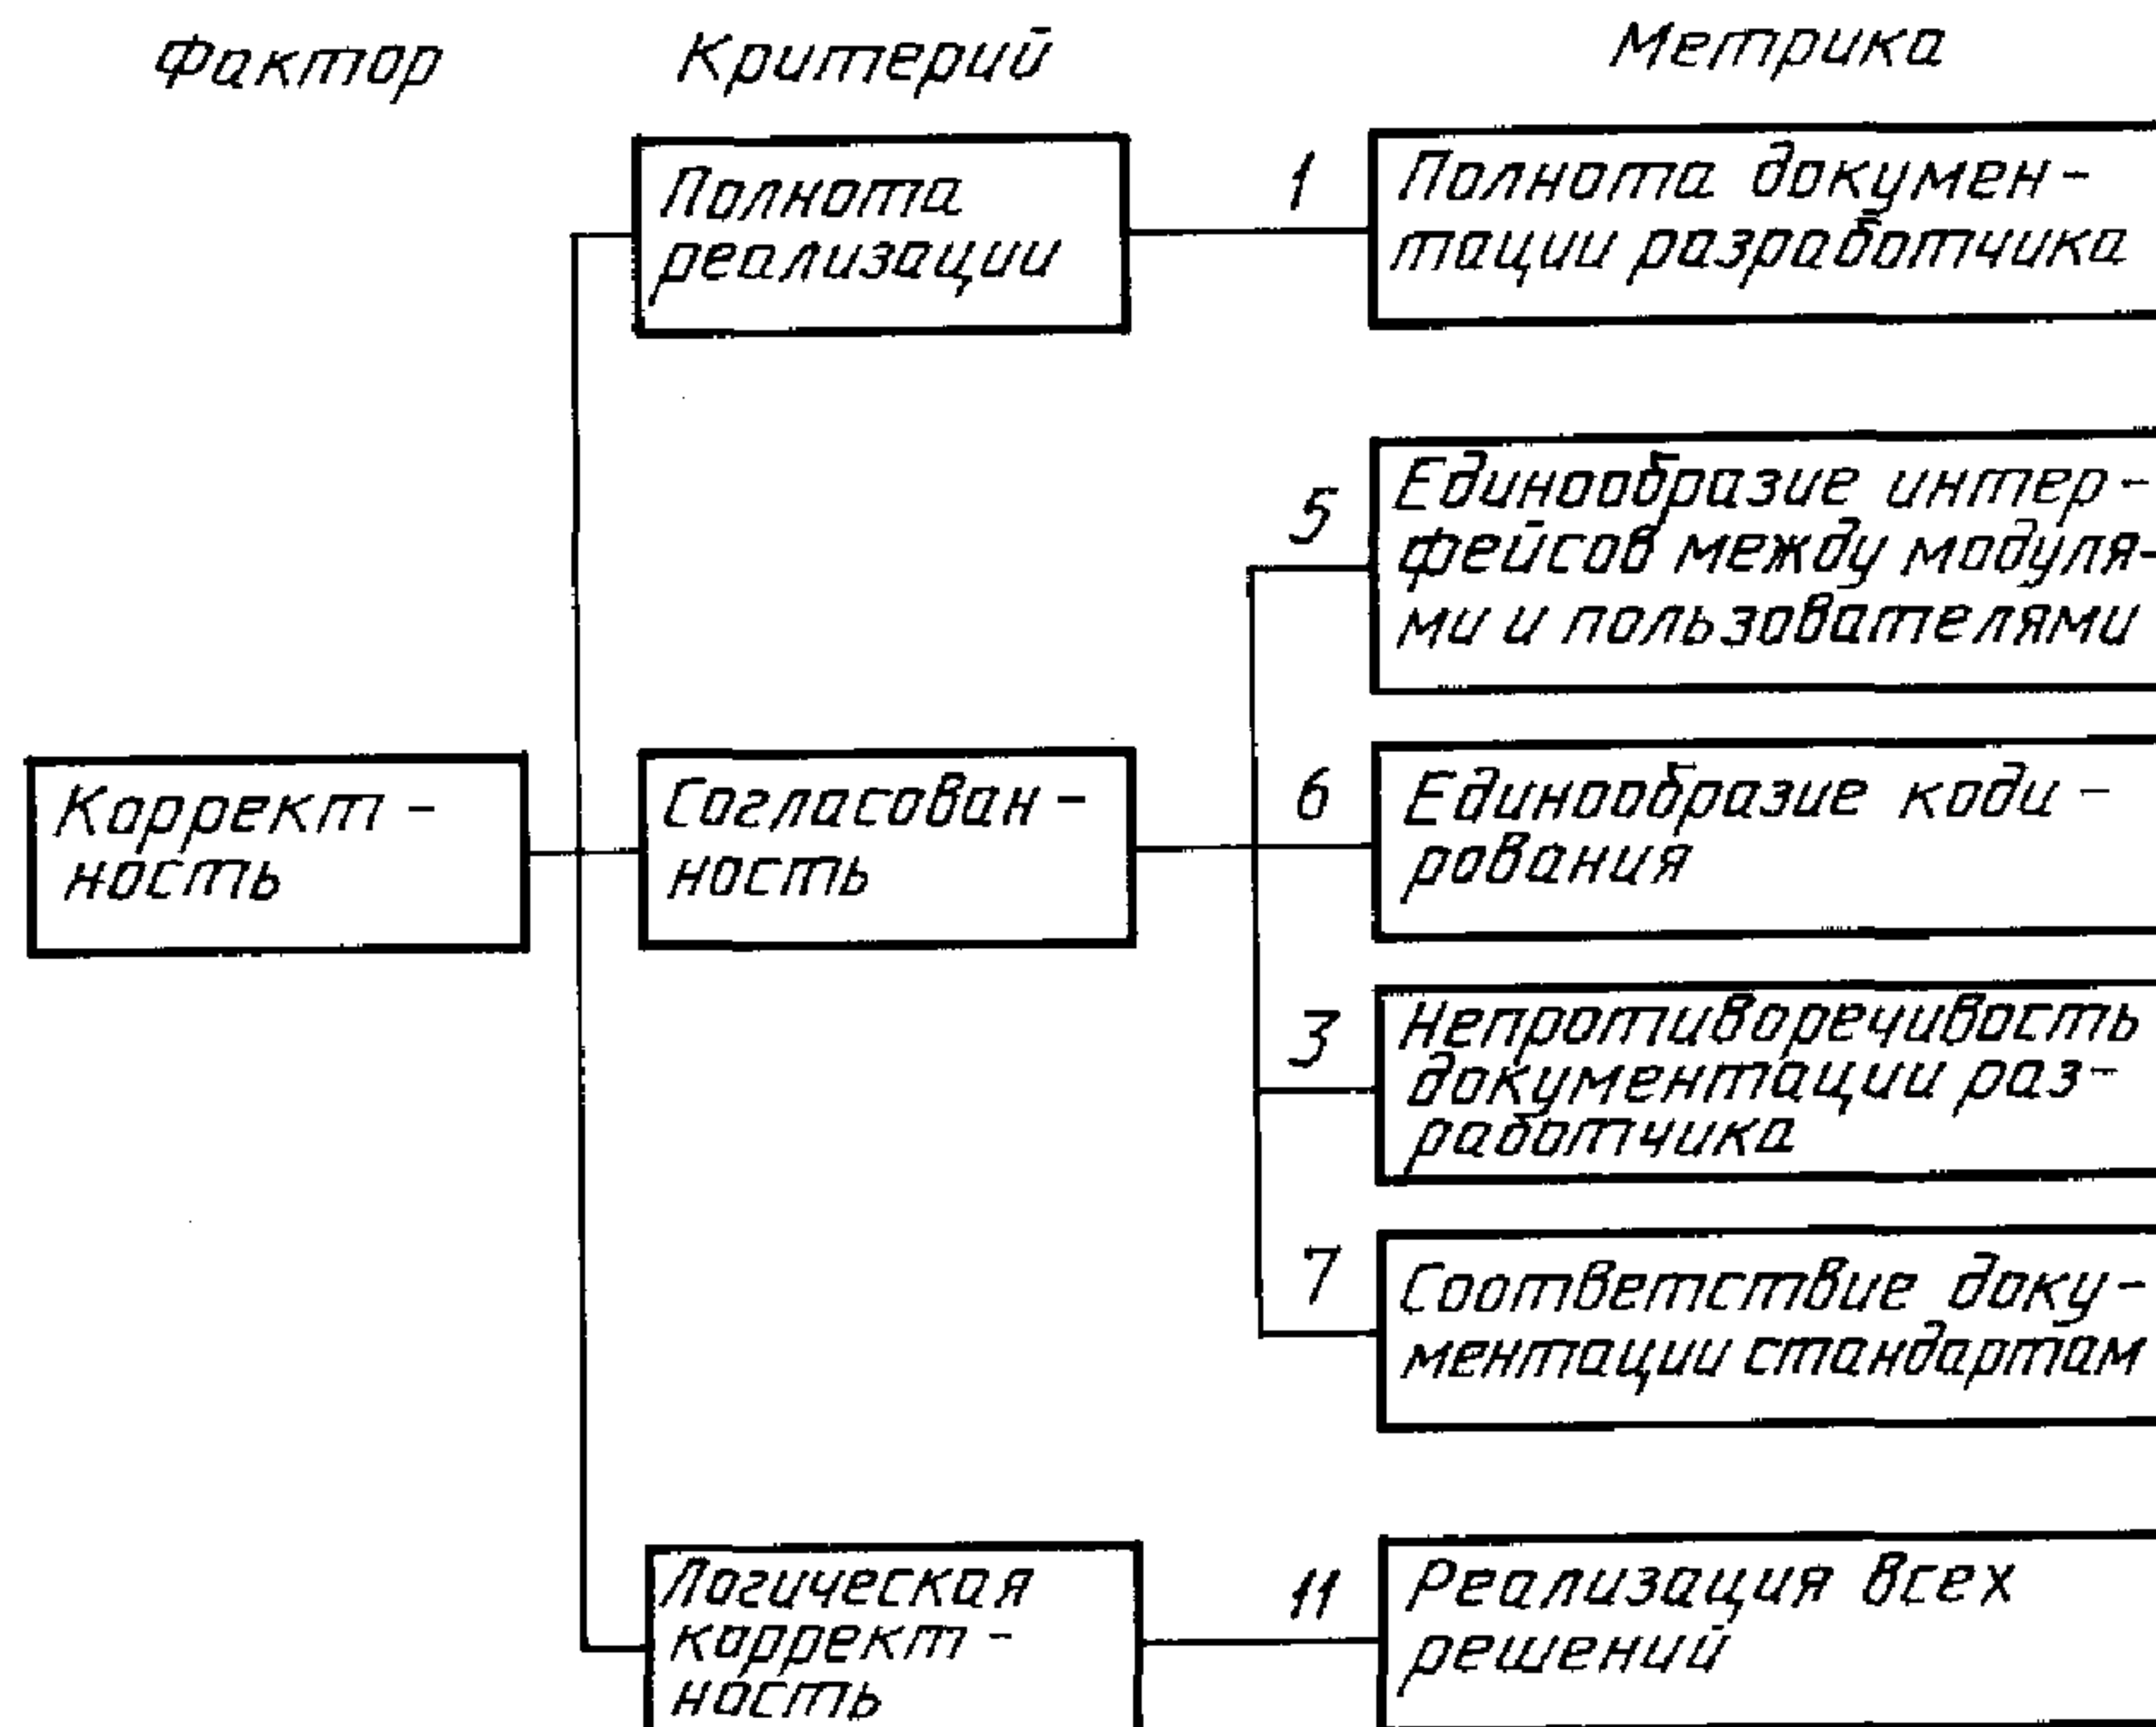 Фактор
Критерий
Метрика
Полнота
реализации
1
Полнота докумен-
тации разработчика
5
Единообразие интер-
фейсов между модуля-
ми и пользователями
Коррект-
ность
Согласован-
ность
6
Единообразие коди-
рования
3
Непротиворечивость
документации раз-
работчика
7
Соответствие доку-
ментации стандартам
Логическая
коррект-
ность
11
Реализация всех
решений